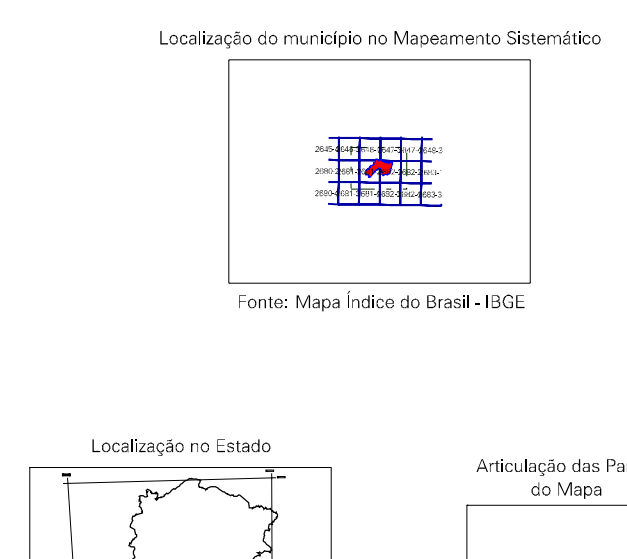 Localização do município no Mapeamento Sistemático
Fonte: Mapa Índice do Brasil - IBGE
Localização no Estado
Articulação das
do Mapa